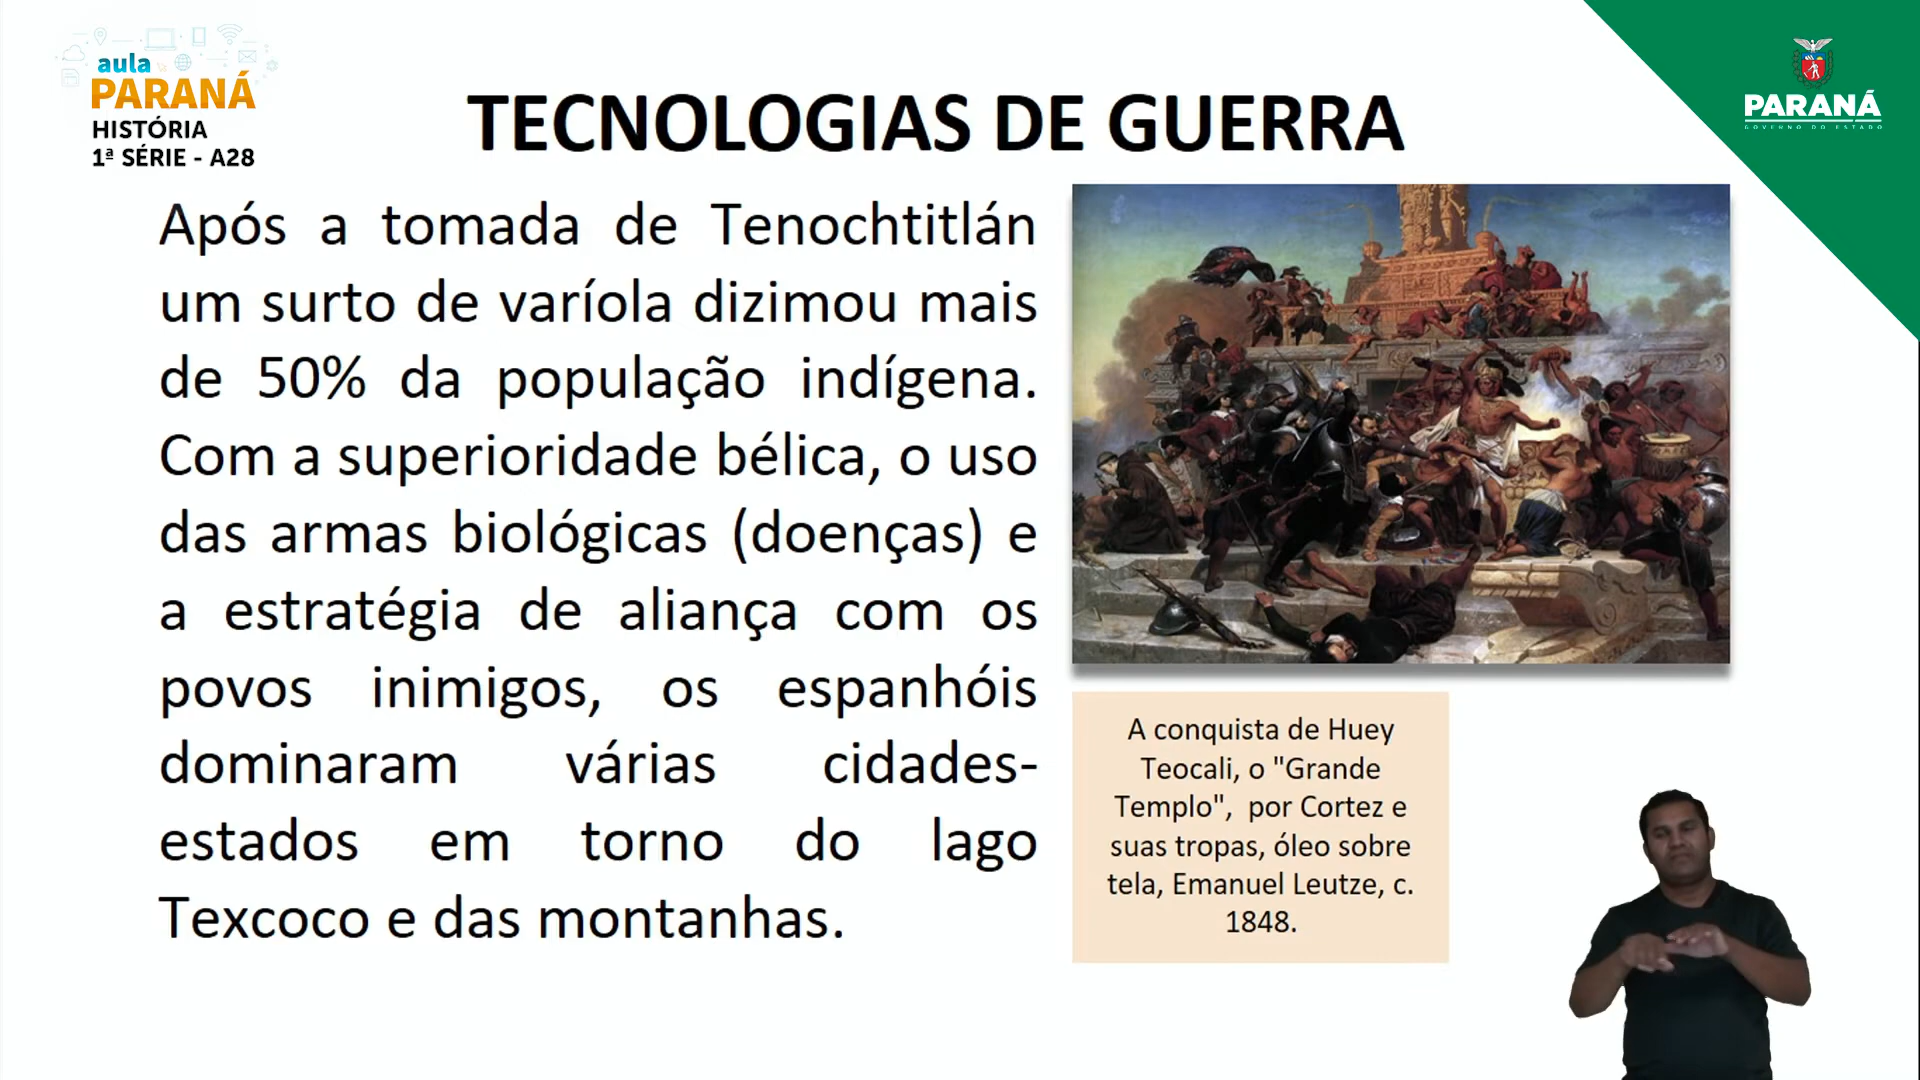 aula
PARANÁ
HISTÓRIA
1ª SÉRIE - A28
TECNOLOGIAS DE GUERRA
PARANÁ
GOVERNO DO ESTADO
Após a tomada de Tenochtitlán
um surto de varíola dizimou mais
de 50% da população indígena.
Com a superioridade bélica, o uso
das armas biológicas (doenças) e
a estratégia de aliança com os
povos inimigos, os espanhóis
dominaram várias cidades-
estados em torno do lago
Texcoco e das montanhas.
A conquista de Huey
Teocali, o "Grande
Templo", por Cortez e
suas tropas, óleo sobre
tela, Emanuel Leutze, c.
1848.